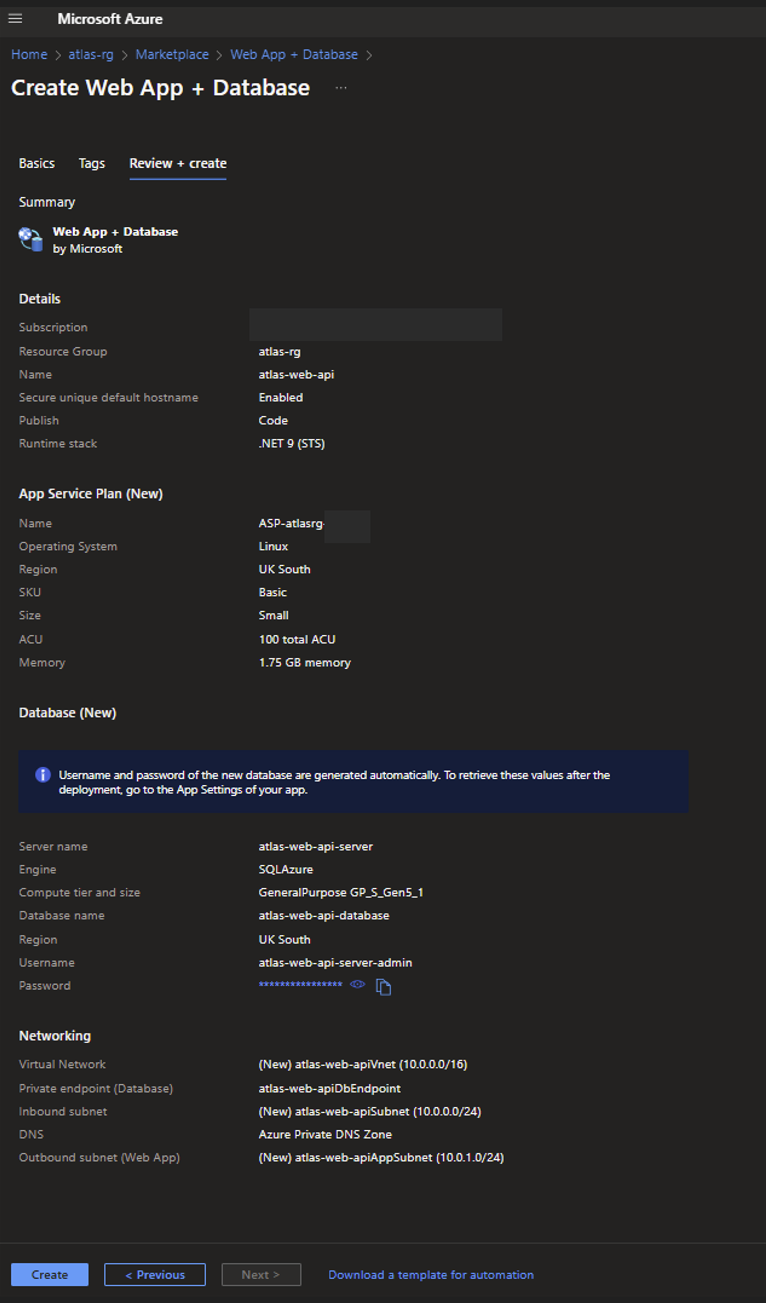 Microsoft Azure
Home > atlas-rg > Marketplace > Web App + Database >
Create Web App + Database ...
Basics Tags Review + create
Summary
Web App + Database
by Microsoft
Details
Subscription
Resource Group atlas-rg
Name atlas-web-api
Secure unique default hostname Enabled
Publish Code
Runtime stack .NET 9 (STS)
App Service Plan (New)
Name ASP-atlasrg-
Operating System Linux
Region UK South
SKU Basic
Size Small
ACU 100 total ACU
Memory 1.75 GB memory
Database (New)
Username and password of the new database are generated automatically. To retrieve these values after the
deployment, go to the App Settings of your app.
Server name atlas-web-api-server
Engine SQLAzure
Compute tier and size GeneralPurpose GP_S_Gen5_1
Database name atlas-web-api-database
Region UK South
Username atlas-web-api-server-admin
Password ****************
Networking
Virtual Network (New) atlas-web-apiVnet (10.0.0.0/16)
Private endpoint (Database) atlas-web-apiDbEndpoint
Inbound subnet (New) atlas-web-apiSubnet (10.0.0.0/24)
DNS Azure Private DNS Zone
Outbound subnet (Web App) (New) atlas-web-apiAppSubnet (10.0.1.0/24)
Create < Previous Next > Download a template for automation